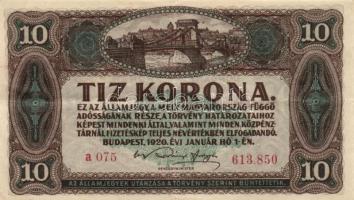 10 10
TIZ KORONA.
EZ AZ ÁLLAMJEGY A MELY MAGYARORSZÁG FÜGGŐ
ADÓSSÁGÁNAK RÉSZE, A TÖRVÉNY HATÁROZATAIHOZ
KÉPEST MINDENKI ÁLTAL, VALAMINT MINDEN KÖZPÉNZ-
TÁRNÁL FIZETÉSKÉP TELJES NÉVÉRTÉKBEN ELFOGADANDÓ.
BUDAPEST, 1920. ÉVI JANUÁR HÓ 1-ÉN.
a 075 613.850
PÉNZÜGYMINISZTER
10 10
AZ ÁLLAMJEGYEK UTÁNZÁSA A TÖRVÉNY SZERINT BÜNTETTETIK.